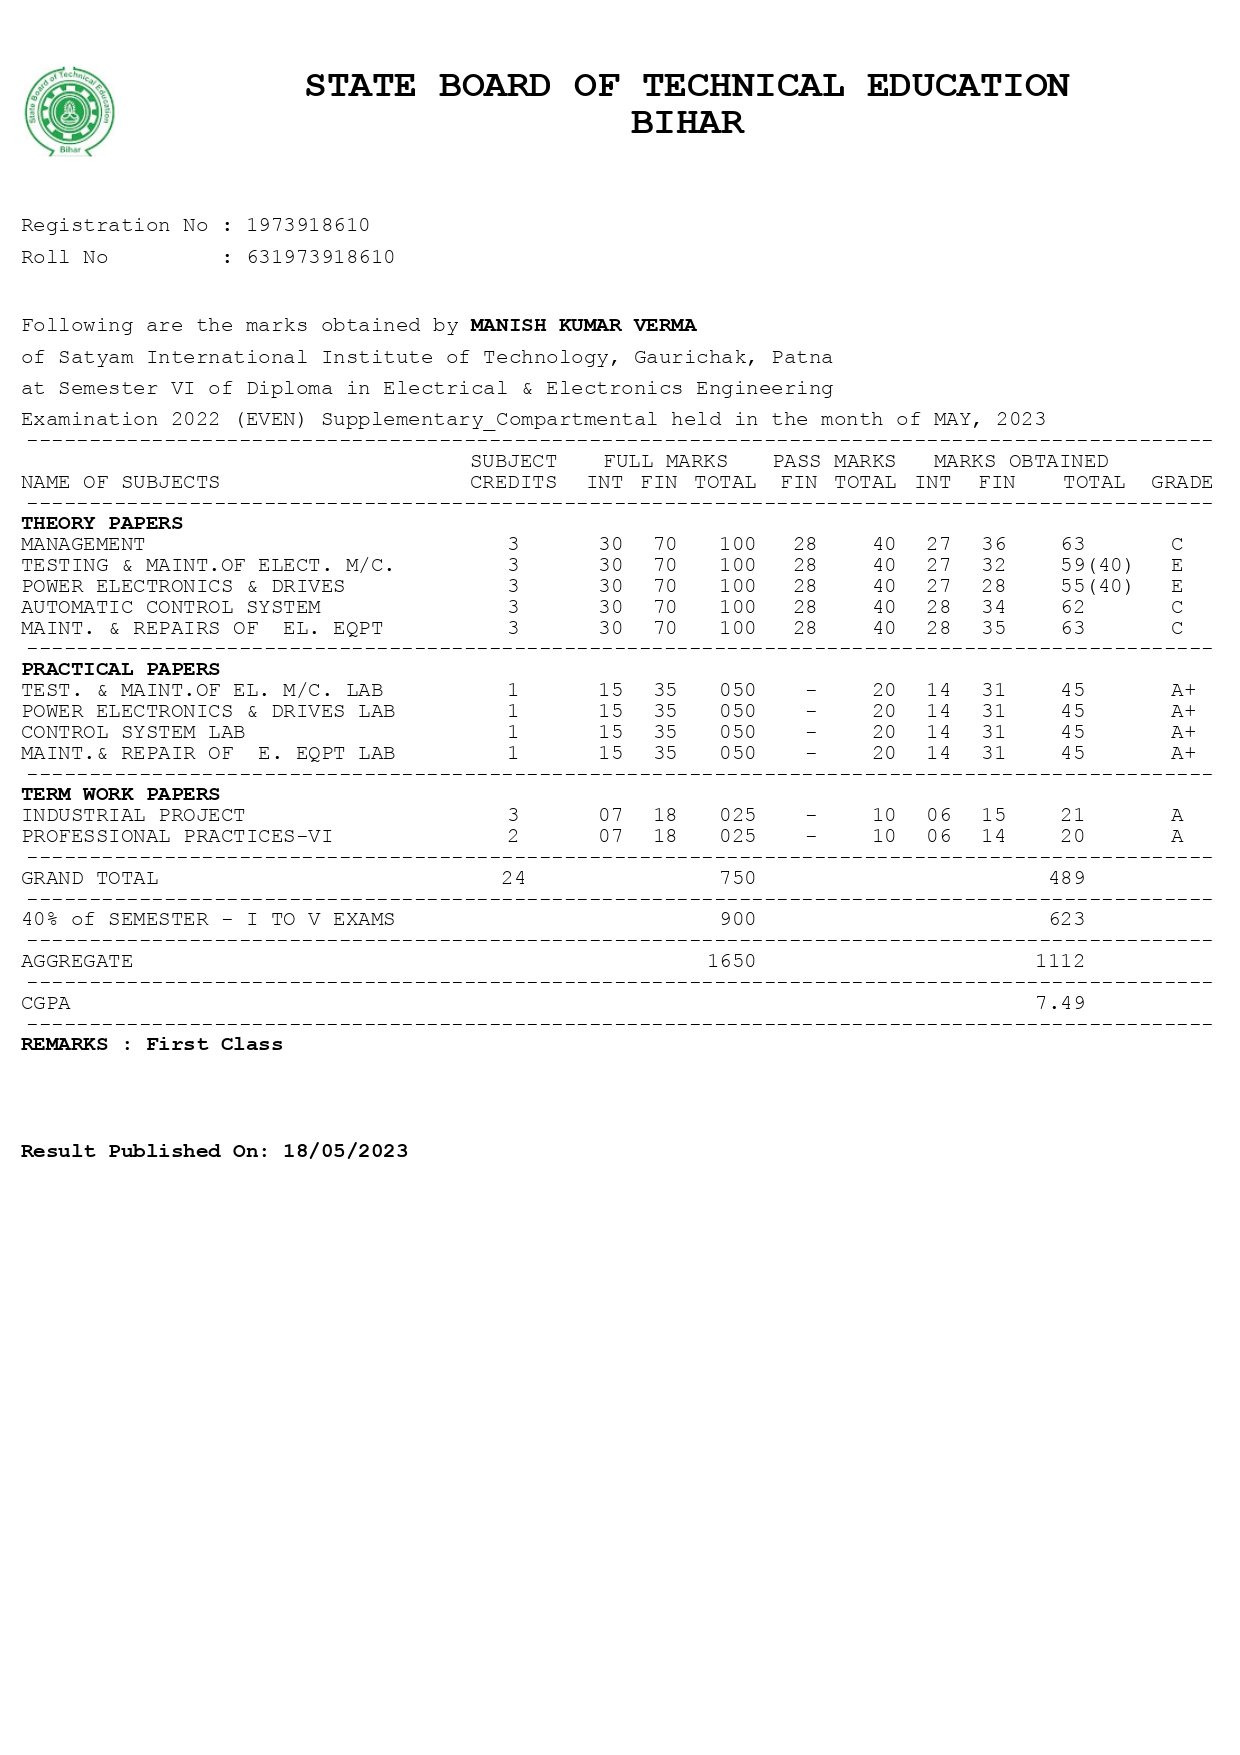 State Board of Technical Education
Bihar
STATE BOARD OF TECHNICAL EDUCATION
BIHAR
Registration No : 1973918610
Roll No : 631973918610
Following are the marks obtained by MANISH KUMAR VERMA
of Satyam International Institute of Technology, Gaurichak, Patna
at Semester VI of Diploma in Electrical & Electronics Engineering
Examination 2022 (EVEN) Supplementary_Compartmental held in the month of MAY, 2023
SUBJECT FULL MARKS PASS MARKS MARKS OBTAINED
NAME OF SUBJECTS CREDITS INT FIN TOTAL FIN TOTAL INT FIN TOTAL GRADE
THEORY PAPERS
MANAGEMENT 3 30 70 100 28 40 27 36 63 C
TESTING & MAINT.OF ELECT. M/C. 3 30 70 100 28 40 27 32 59(40) E
POWER ELECTRONICS & DRIVES 3 30 70 100 28 40 27 28 55(40) E
AUTOMATIC CONTROL SYSTEM 3 30 70 100 28 40 28 34 62 C
MAINT. & REPAIRS OF EL. EQPT 3 30 70 100 28 40 28 35 63 C
PRACTICAL PAPERS
TEST. & MAINT.OF EL. M/C. LAB 1 15 35 050 - 20 14 31 45 A+
POWER ELECTRONICS & DRIVES LAB 1 15 35 050 - 20 14 31 45 A+
CONTROL SYSTEM LAB 1 15 35 050 - 20 14 31 45 A+
MAINT.& REPAIR OF E. EQPT LAB 1 15 35 050 - 20 14 31 45 A+
TERM WORK PAPERS
INDUSTRIAL PROJECT 3 07 18 025 - 10 06 15 21 A
PROFESSIONAL PRACTICES-VI 2 07 18 025 - 10 06 14 20 A
GRAND TOTAL 24 750 489
40% of SEMESTER - I TO V EXAMS 900 623
AGGREGATE 1650 1112
CGPA 7.49
REMARKS : First Class
Result Published On: 18/05/2023